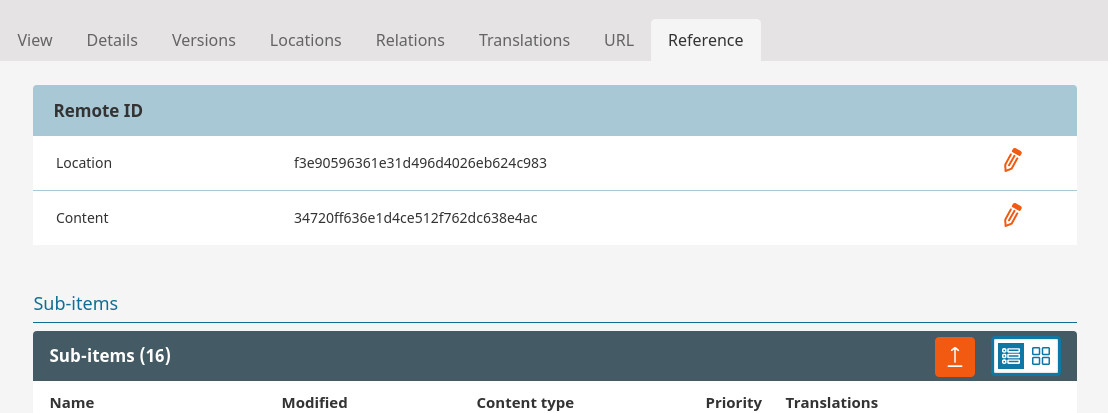 View Details Versions Locations Relations Translations URL Reference
Remote ID
Location f3e90596361e31d496d4026eb624c983
Content 34720ff636e1d4ce512f762dc638e4ac
Sub-items
Sub-items (16)
Name Modified Content type Priority Translations